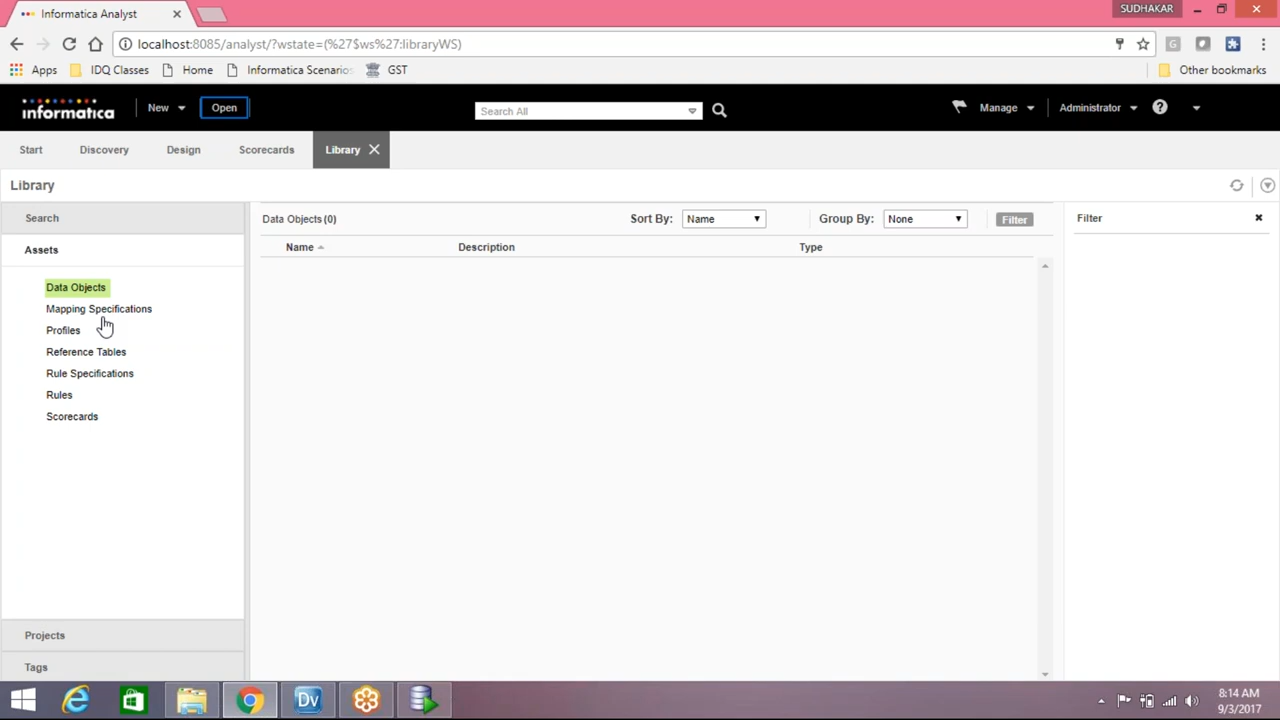 Informatica Analyst
SUDHAKAR
localhost:8085/analyst/?wstate=(%27$ws%27:libraryWS)
Apps IDQ Classes Home Informatica Scenarios GST Other bookmarks
informatica New Open Search All Manage Administrator ?
Start Discovery Design Scorecards Library
Library
Search
Data Objects (0) Sort By: Name Group By: None Filter
Filter
Assets
Name Description Type
Data Objects
Mapping Specifications
Profiles
Reference Tables
Rule Specifications
Rules
Scorecards
Projects
Tags
Dv
8:14 AM
9/3/2017